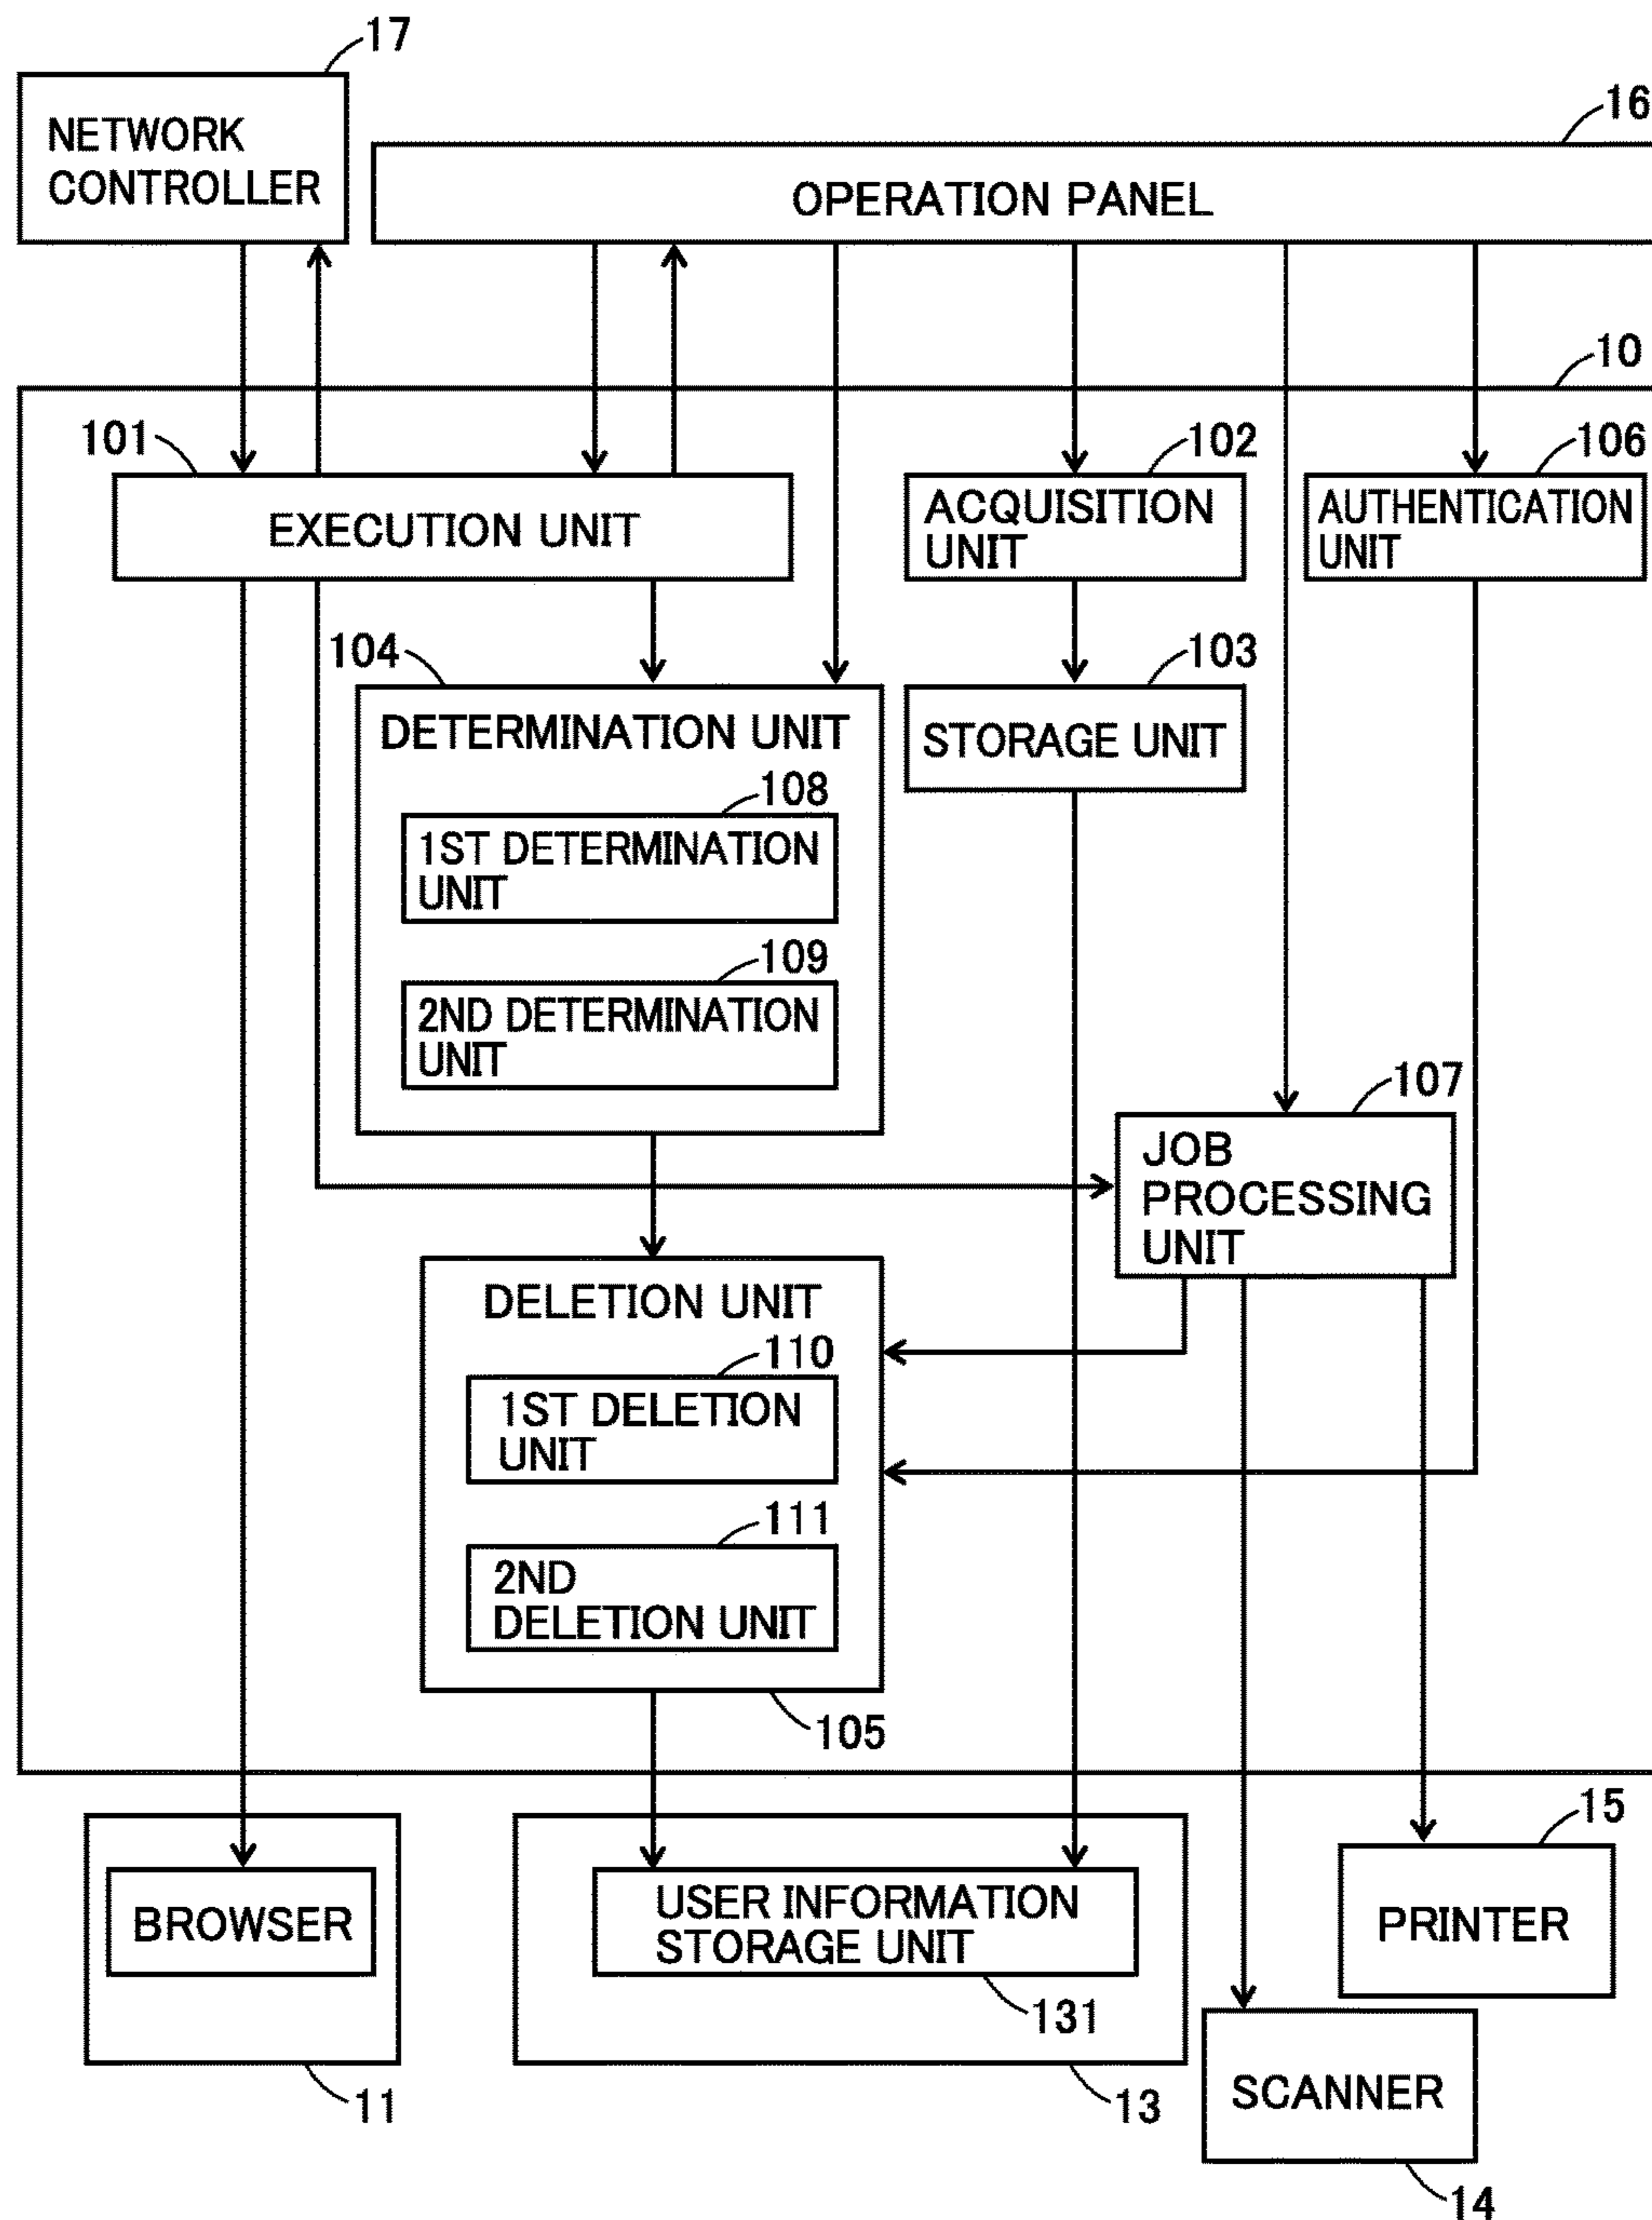 17
NETWORK
CONTROLLER
16
OPERATION PANEL
10
101
EXECUTION UNIT
102
ACQUISITION
UNIT
106
AUTHENTICATION
UNIT
104
DETERMINATION UNIT
103
STORAGE UNIT
108
1ST DETERMINATION
UNIT
109
2ND DETERMINATION
UNIT
107
JOB
PROCESSING
UNIT
DELETION UNIT
110
1ST DELETION
UNIT
111
2ND
DELETION UNIT
105
BROWSER
11
USER INFORMATION
STORAGE UNIT
131
13
15
PRINTER
SCANNER
14